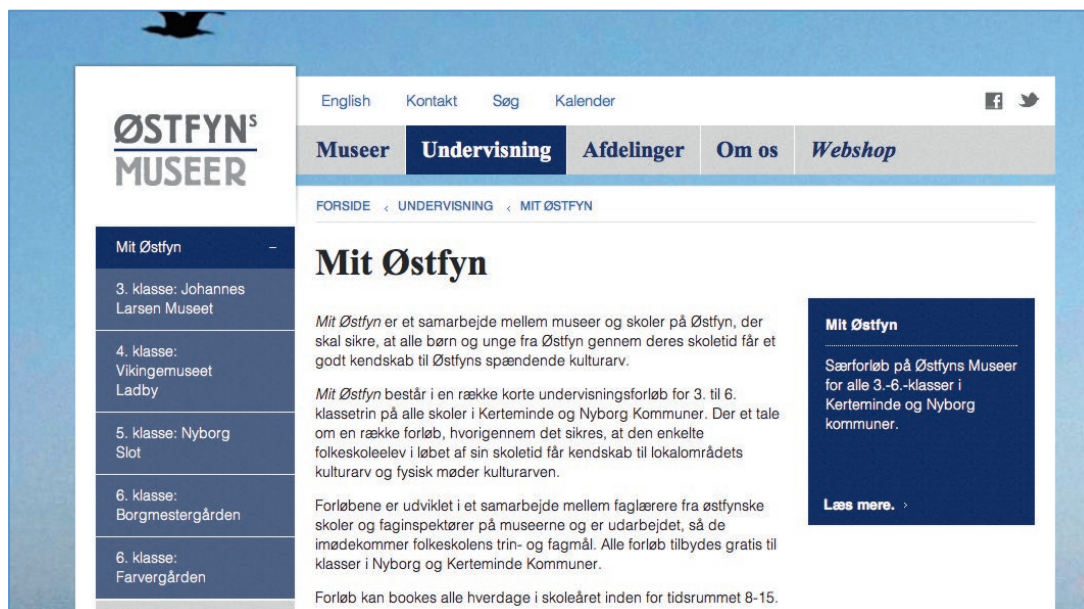 ØSTFYNS
MUSEER
English Kontakt Søg Kalender
Museer Undervisning Afdelinger Om os Webshop
FORSIDE ‹ UNDERVISNING ‹ MIT ØSTFYN
Mit Østfyn –
3. klasse: Johannes
Larsen Museet
4. klasse:
Vikingemuseet
Ladby
5. klasse: Nyborg
Slot
6. klasse:
Borgmestergården
6. klasse:
Farvergården
Mit Østfyn
Mit Østfyn er et samarbejde mellem museer og skoler på Østfyn, der
skal sikre, at alle børn og unge fra Østfyn gennem deres skoletid får et
godt kendskab til Østfyns spændende kulturarv.
Mit Østfyn består i en række korte undervisningsforløb for 3. til 6.
klassetrin på alle skoler i Kerteminde og Nyborg Kommuner. Der et tale
om en række forløb, hvorigennem det sikres, at den enkelte
folkeskoleelev i løbet af sin skoletid får kendskab til lokalområdets
kulturarv og fysisk møder kulturarven.
Forløbene er udviklet i et samarbejde mellem faglærere fra østfynske
skoler og faginspektører på museerne og er udarbejdet, så de
imødekommer folkeskolens trin- og fagmål. Alle forløb tilbydes gratis til
klasser i Nyborg og Kerteminde Kommuner.
Forløb kan bookes alle hverdage i skoleåret inden for tidsrummet 8-15.
Mit Østfyn
Særforløb på Østfyns Museer
for alle 3.-6.-klasser i
Kerteminde og Nyborg
kommuner.
Læs mere. ›